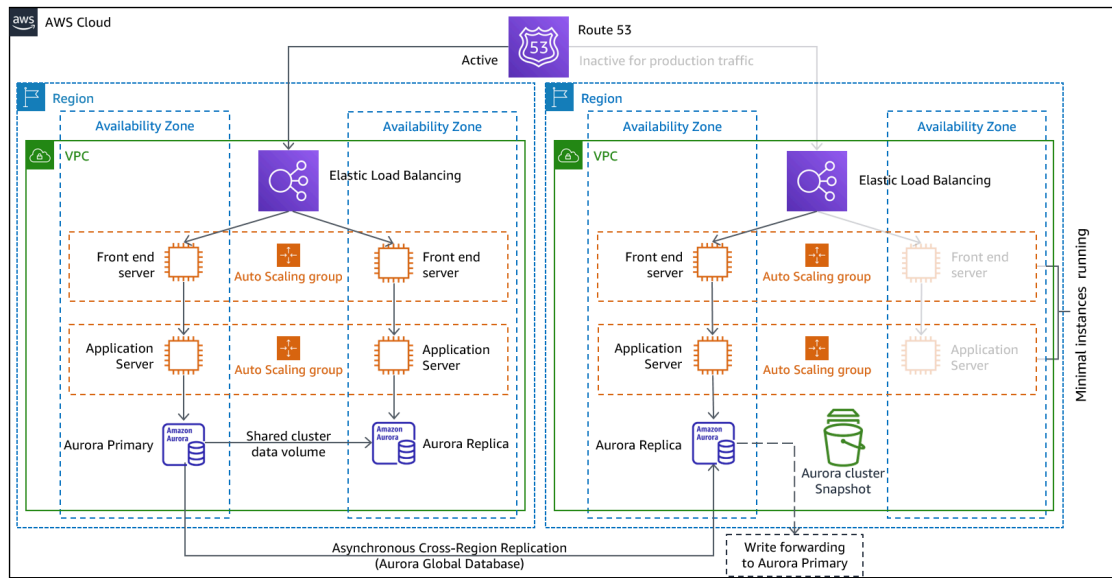 aws
AWS Cloud
Route 53
53
Active
Inactive for production traffic
Region
Availability Zone
Availability Zone
VPC
Elastic Load Balancing
Front end
server
Auto Scaling group
Front end
server
Application
Server
Auto Scaling group
Application
Server
Aurora Primary
Amazon
Aurora
Shared cluster
data volume
Amazon
Aurora
Aurora Replica
Region
Availability Zone
Availability Zone
VPC
Elastic Load Balancing
Front end
server
Auto Scaling group
Front end
server
Application
Server
Auto Scaling group
Application
Server
Minimal instances running
Aurora Replica
Amazon
Aurora
Aurora cluster
Snapshot
Asynchronous Cross-Region Replication
(Aurora Global Database)
Write forwarding
to Aurora Primary